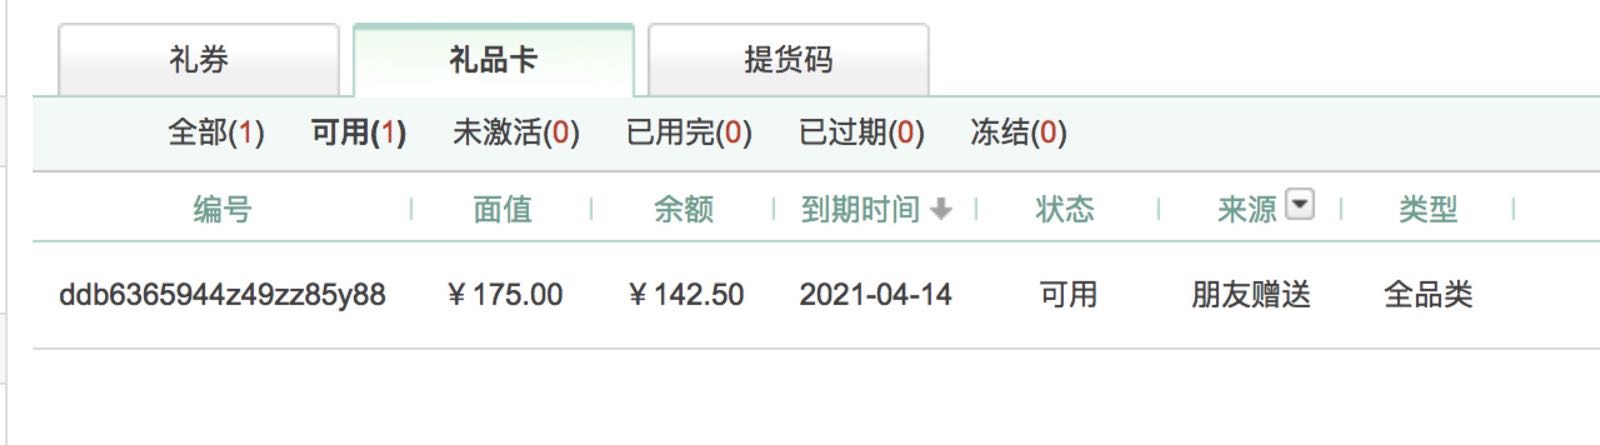 礼券 礼品卡 提货码
全部(1) 可用(1) 未激活(0) 已用完(0) 已过期(0) 冻结(0)
编号 面值 余额 到期时间 状态 来源 类型
ddb6365944z49zz85y88 ¥ 175.00 ¥ 142.50 2021-04-14 可用 朋友赠送 全品类